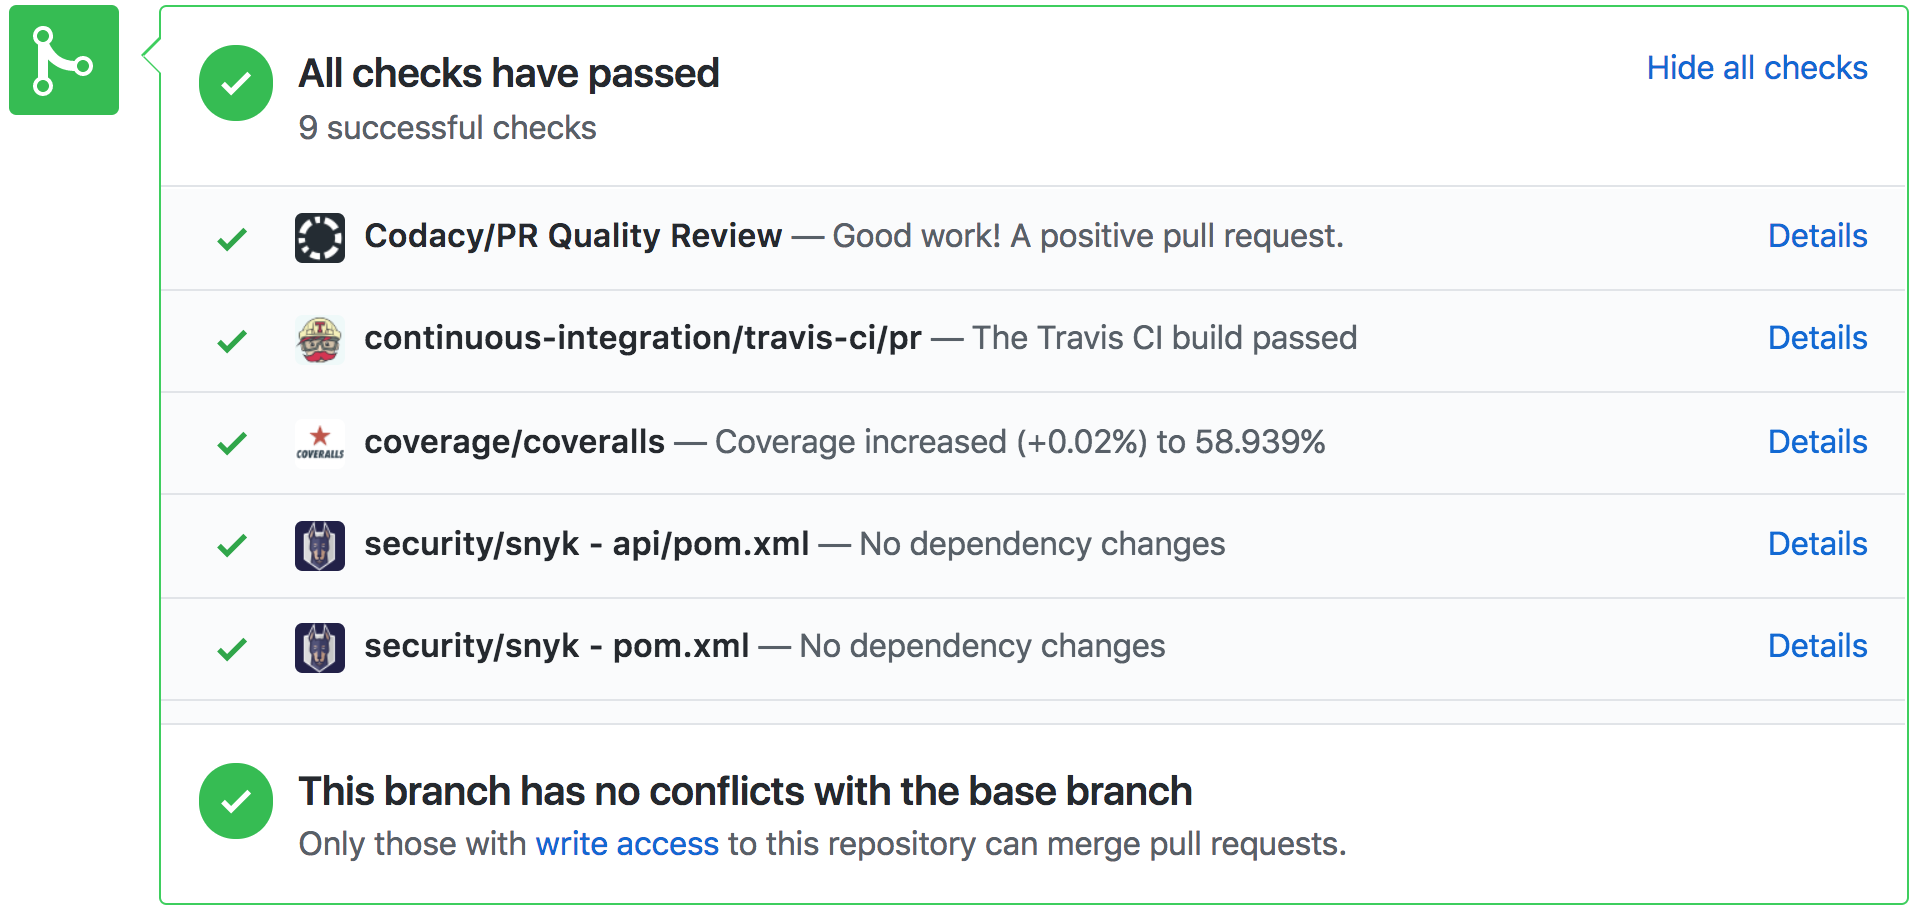 All checks have passed
Hide all checks
9 successful checks
Codacy/PR Quality Review — Good work! A positive pull request.
Details
T
continuous-integration/travis-ci/pr — The Travis CI build passed
Details
COVERALLS
coverage/coveralls — Coverage increased (+0.02%) to 58.939%
Details
security/snyk - api/pom.xml — No dependency changes
Details
security/snyk - pom.xml — No dependency changes
Details
This branch has no conflicts with the base branch
Only those with write access to this repository can merge pull requests.